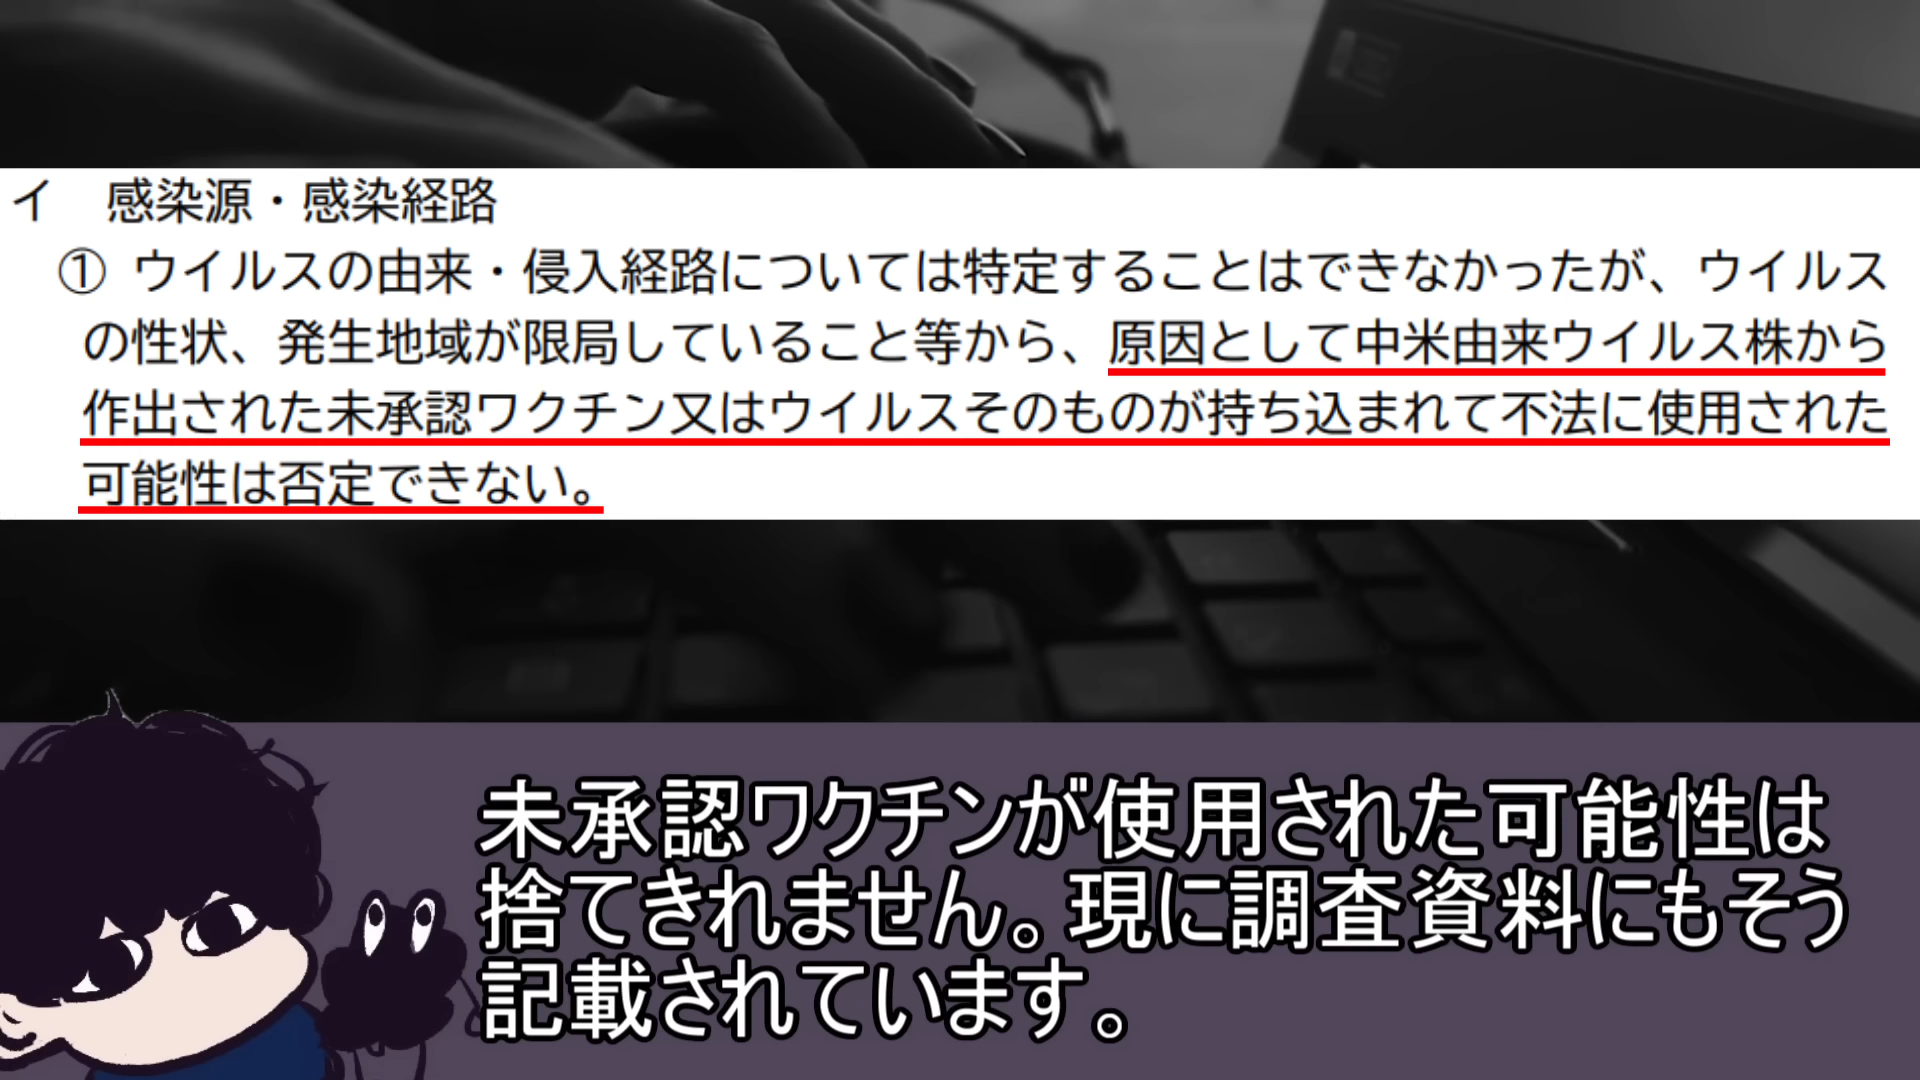 イ 感染源・感染経路
① ウイルスの由来・侵入経路については特定することはできなかったが、ウイルス
の性状、発生地域が限局していること等から、原因として中米由来ウイルス株から
作出された未承認ワクチン又はウイルスそのものが持ち込まれて不法に使用された
可能性は否定できない。
未承認ワクチンが使用された可能性は
捨てきれません。現に調査資料にもそう
記載されています。